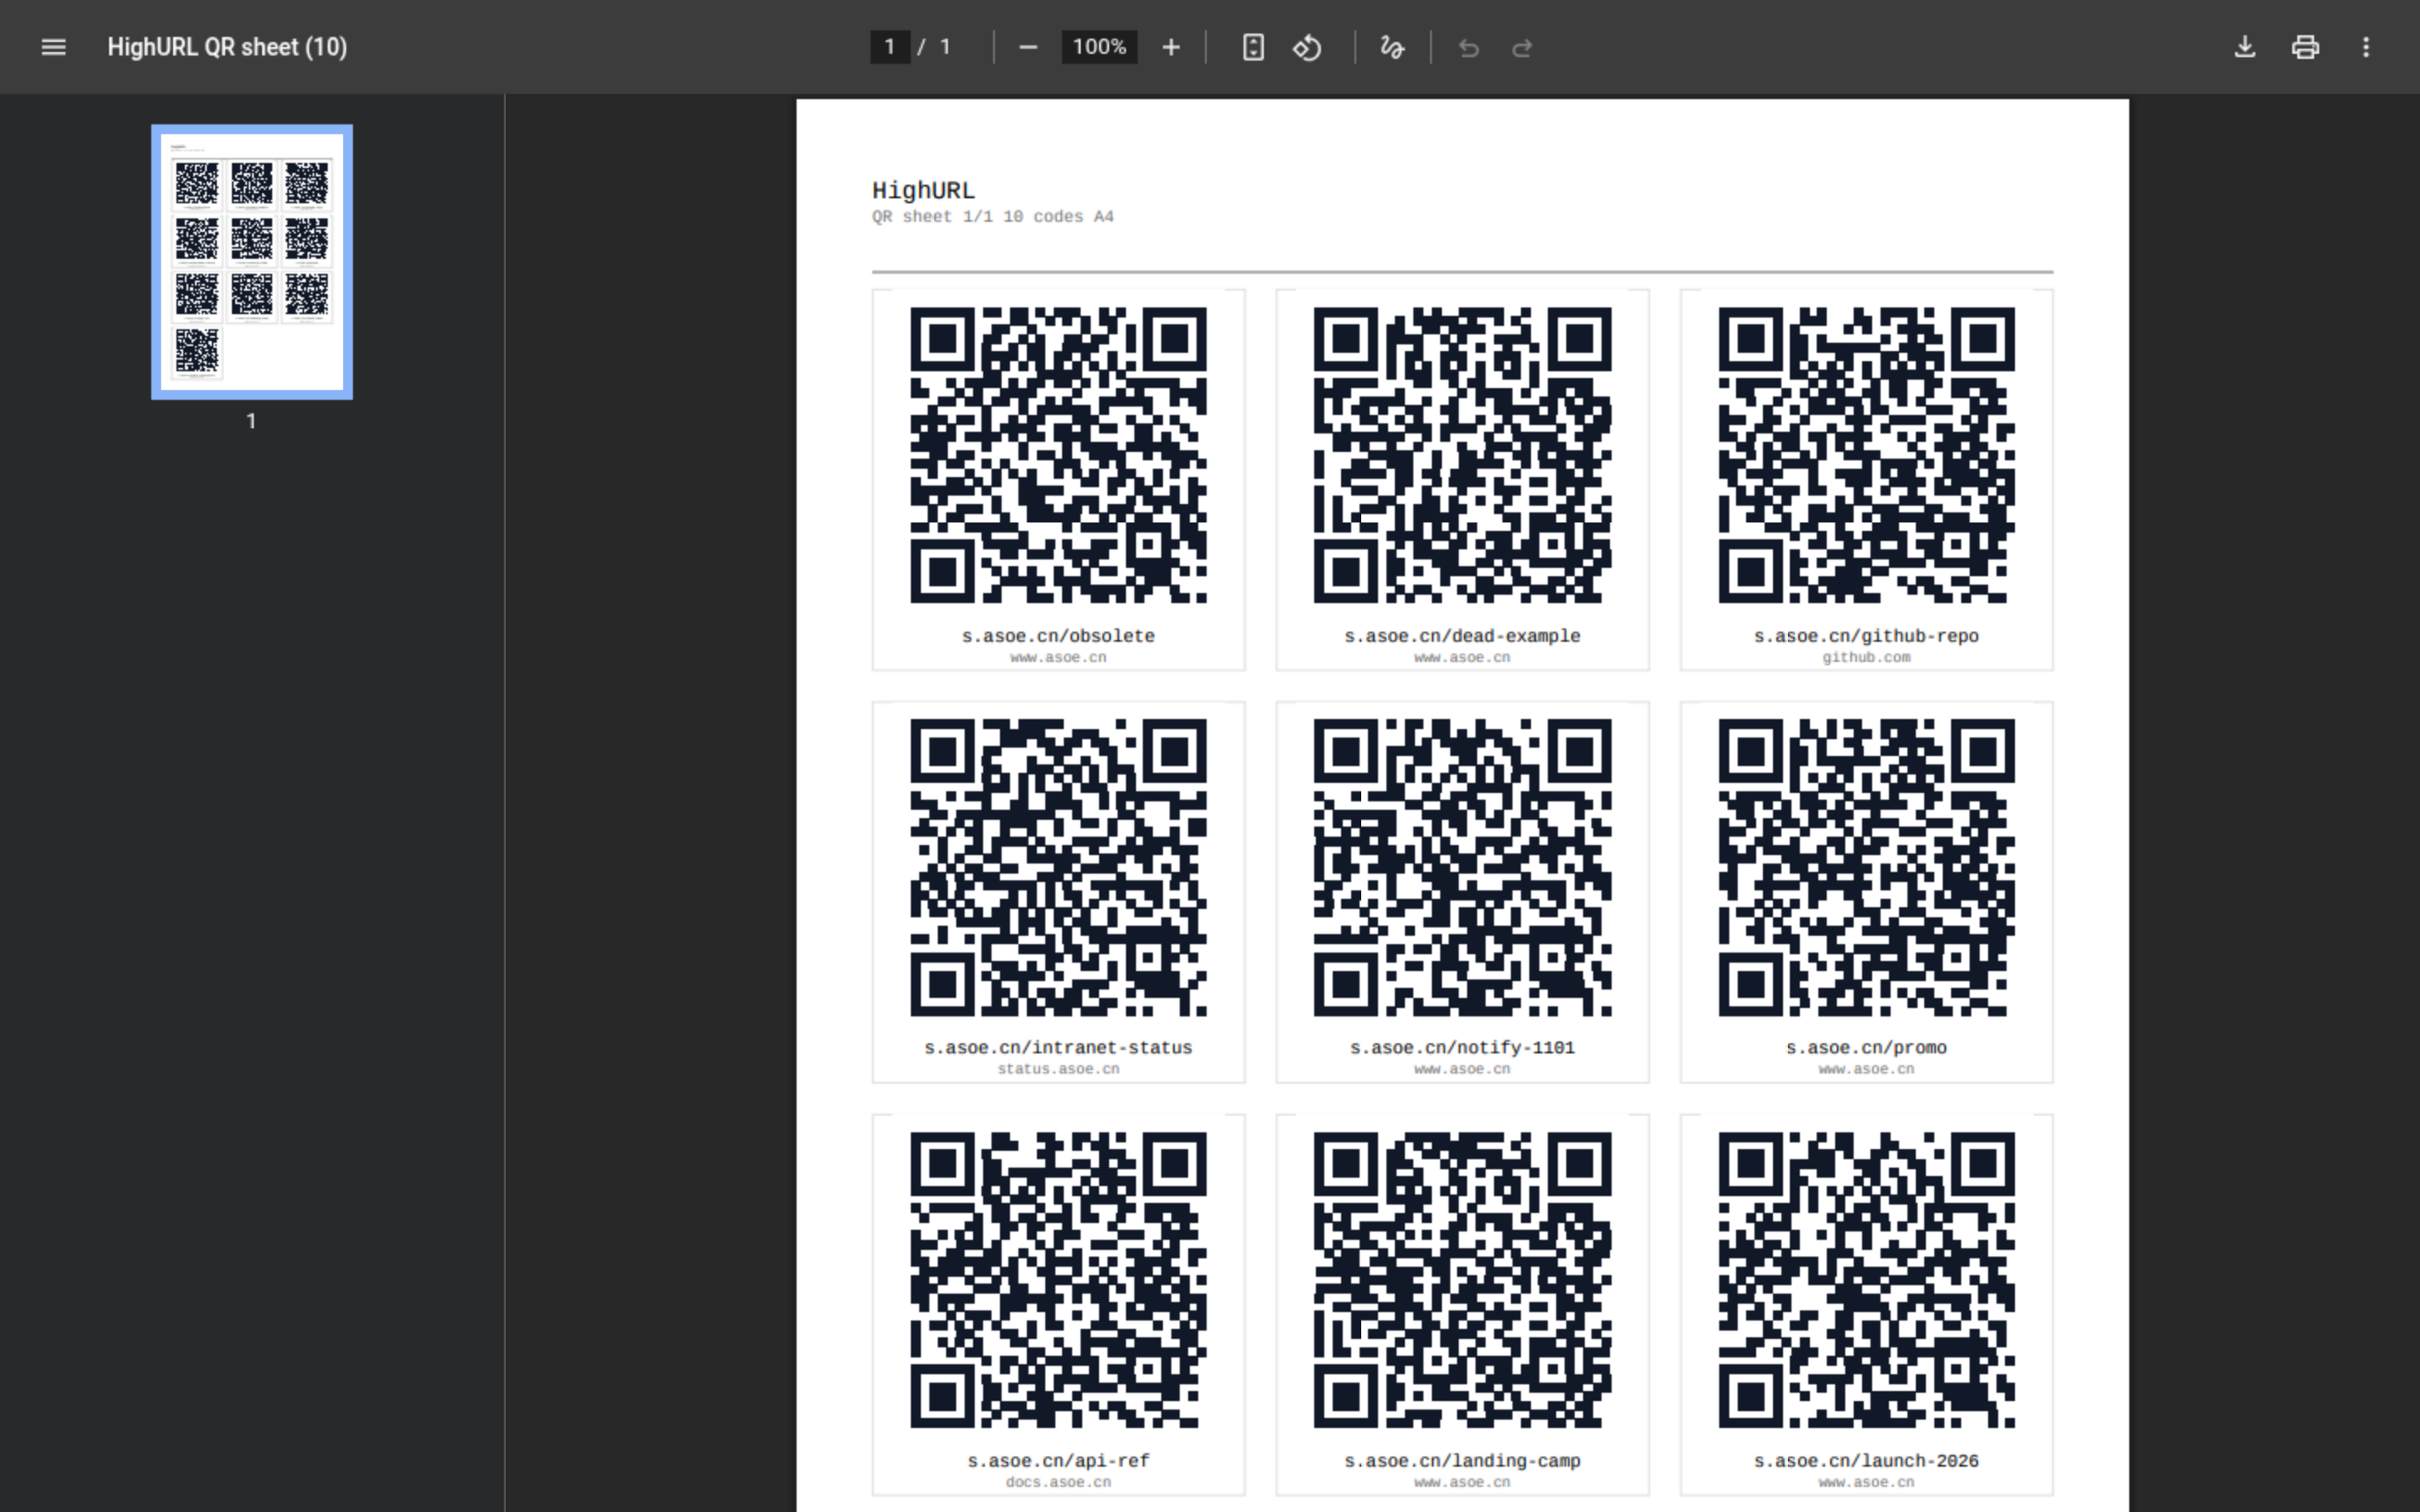 HighURL QR sheet (10)
1 / 1
100%
1
HighURL
QR sheet 1/1 10 codes A4
s.asoe.cn/obsolete
www.asoe.cn
s.asoe.cn/dead-example
www.asoe.cn
s.asoe.cn/github-repo
github.com
s.asoe.cn/intranet-status
status.asoe.cn
s.asoe.cn/notify-1101
www.asoe.cn
s.asoe.cn/promo
www.asoe.cn
s.asoe.cn/api-ref
docs.asoe.cn
s.asoe.cn/landing-camp
www.asoe.cn
s.asoe.cn/launch-2026
www.asoe.cn